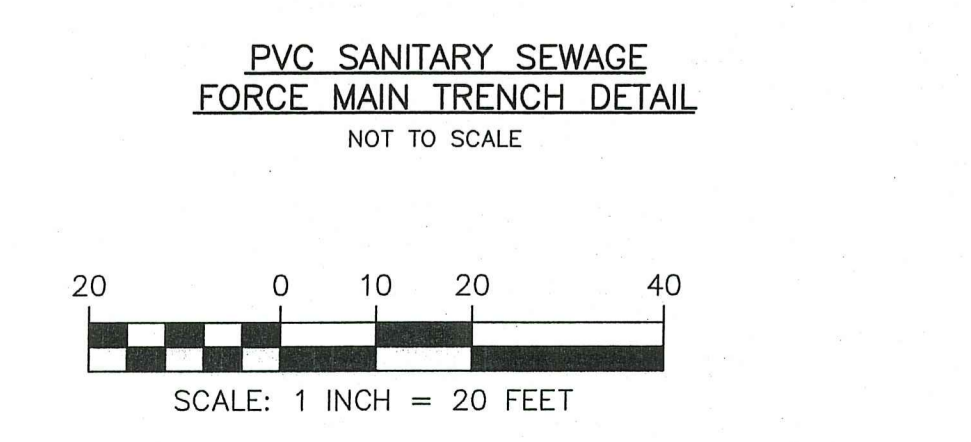 PVC SANITARY SEWAGE
FORCE MAIN TRENCH DETAIL
NOT TO SCALE
20 0 10 20 40
SCALE: 1 INCH = 20 FEET